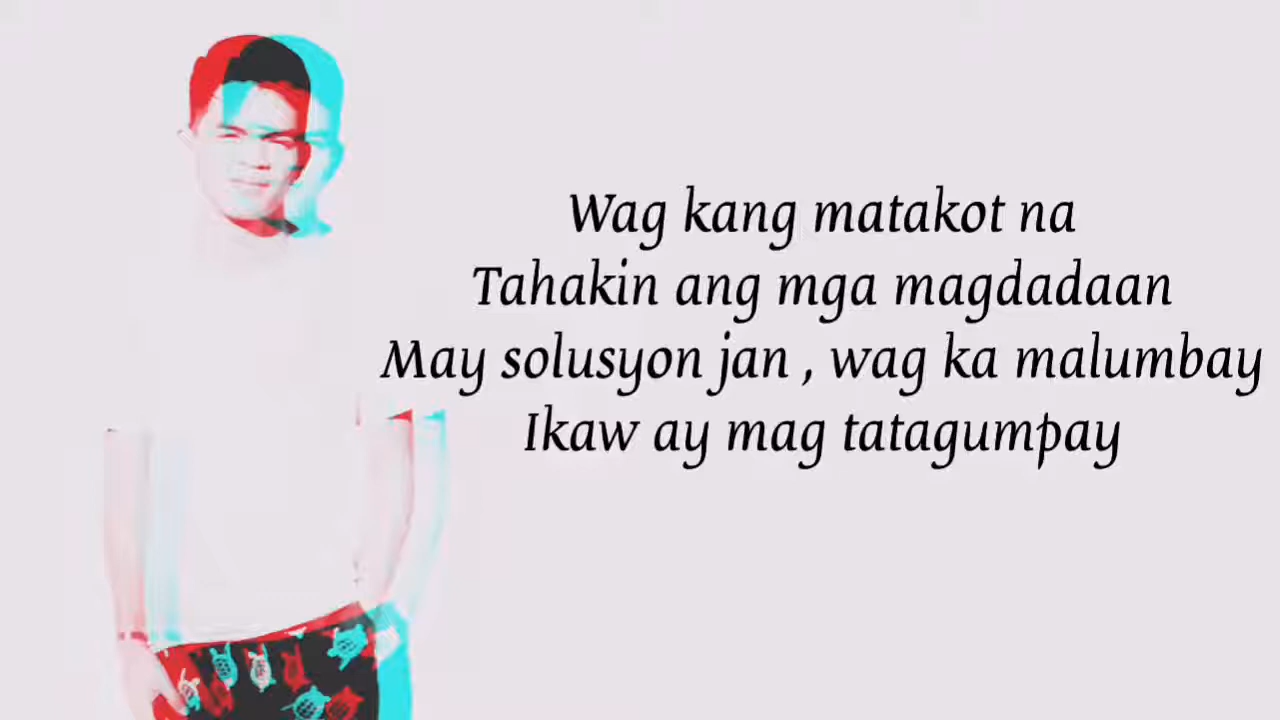 Wag kang matakot na
Tahakin ang mga magdadaan
May solusyon jan , wag ka malumbay
Ikaw ay mag tatagumpay